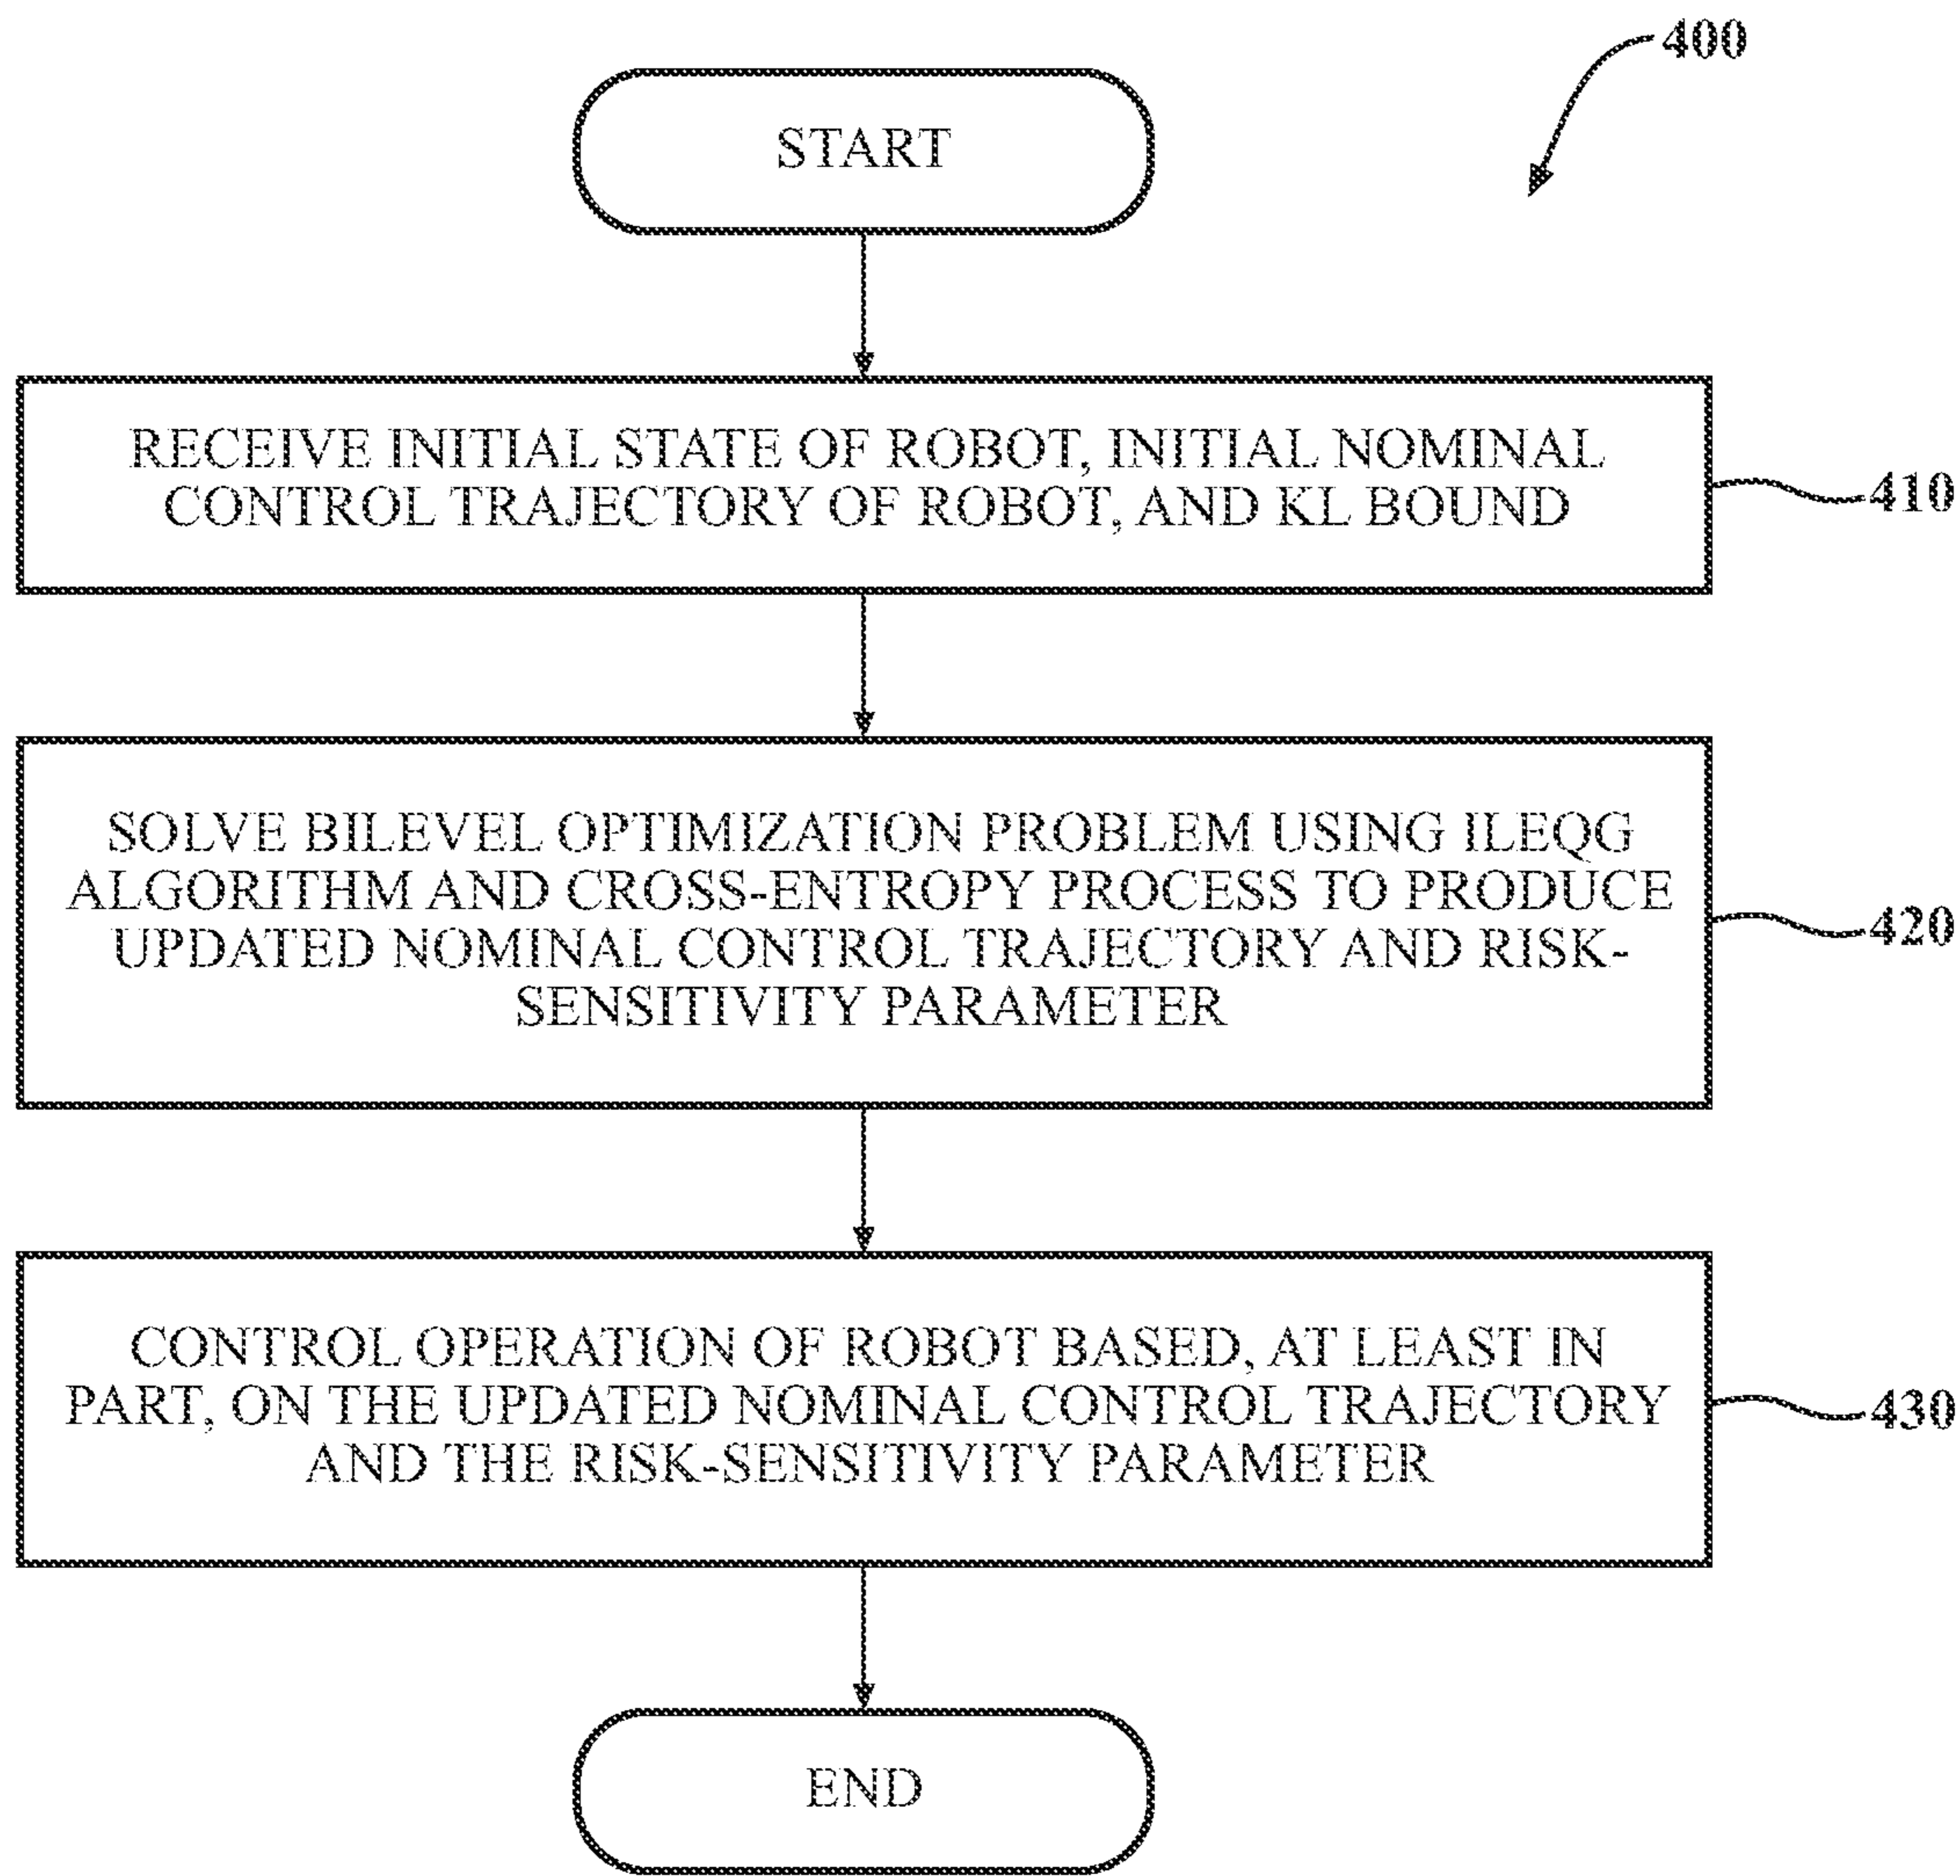 400
START
RECEIVE INITIAL STATE OF ROBOT, INITIAL NOMINAL
CONTROL TRAJECTORY OF ROBOT, AND KL BOUND
410
SOLVE BILEVEL OPTIMIZATION PROBLEM USING ILEQG
ALGORITHM AND CROSS-ENTROPY PROCESS TO PRODUCE
UPDATED NOMINAL CONTROL TRAJECTORY AND RISK-
SENSITIVITY PARAMETER
420
CONTROL OPERATION OF ROBOT BASED, AT LEAST IN
PART, ON THE UPDATED NOMINAL CONTROL TRAJECTORY
AND THE RISK-SENSITIVITY PARAMETER
430
END